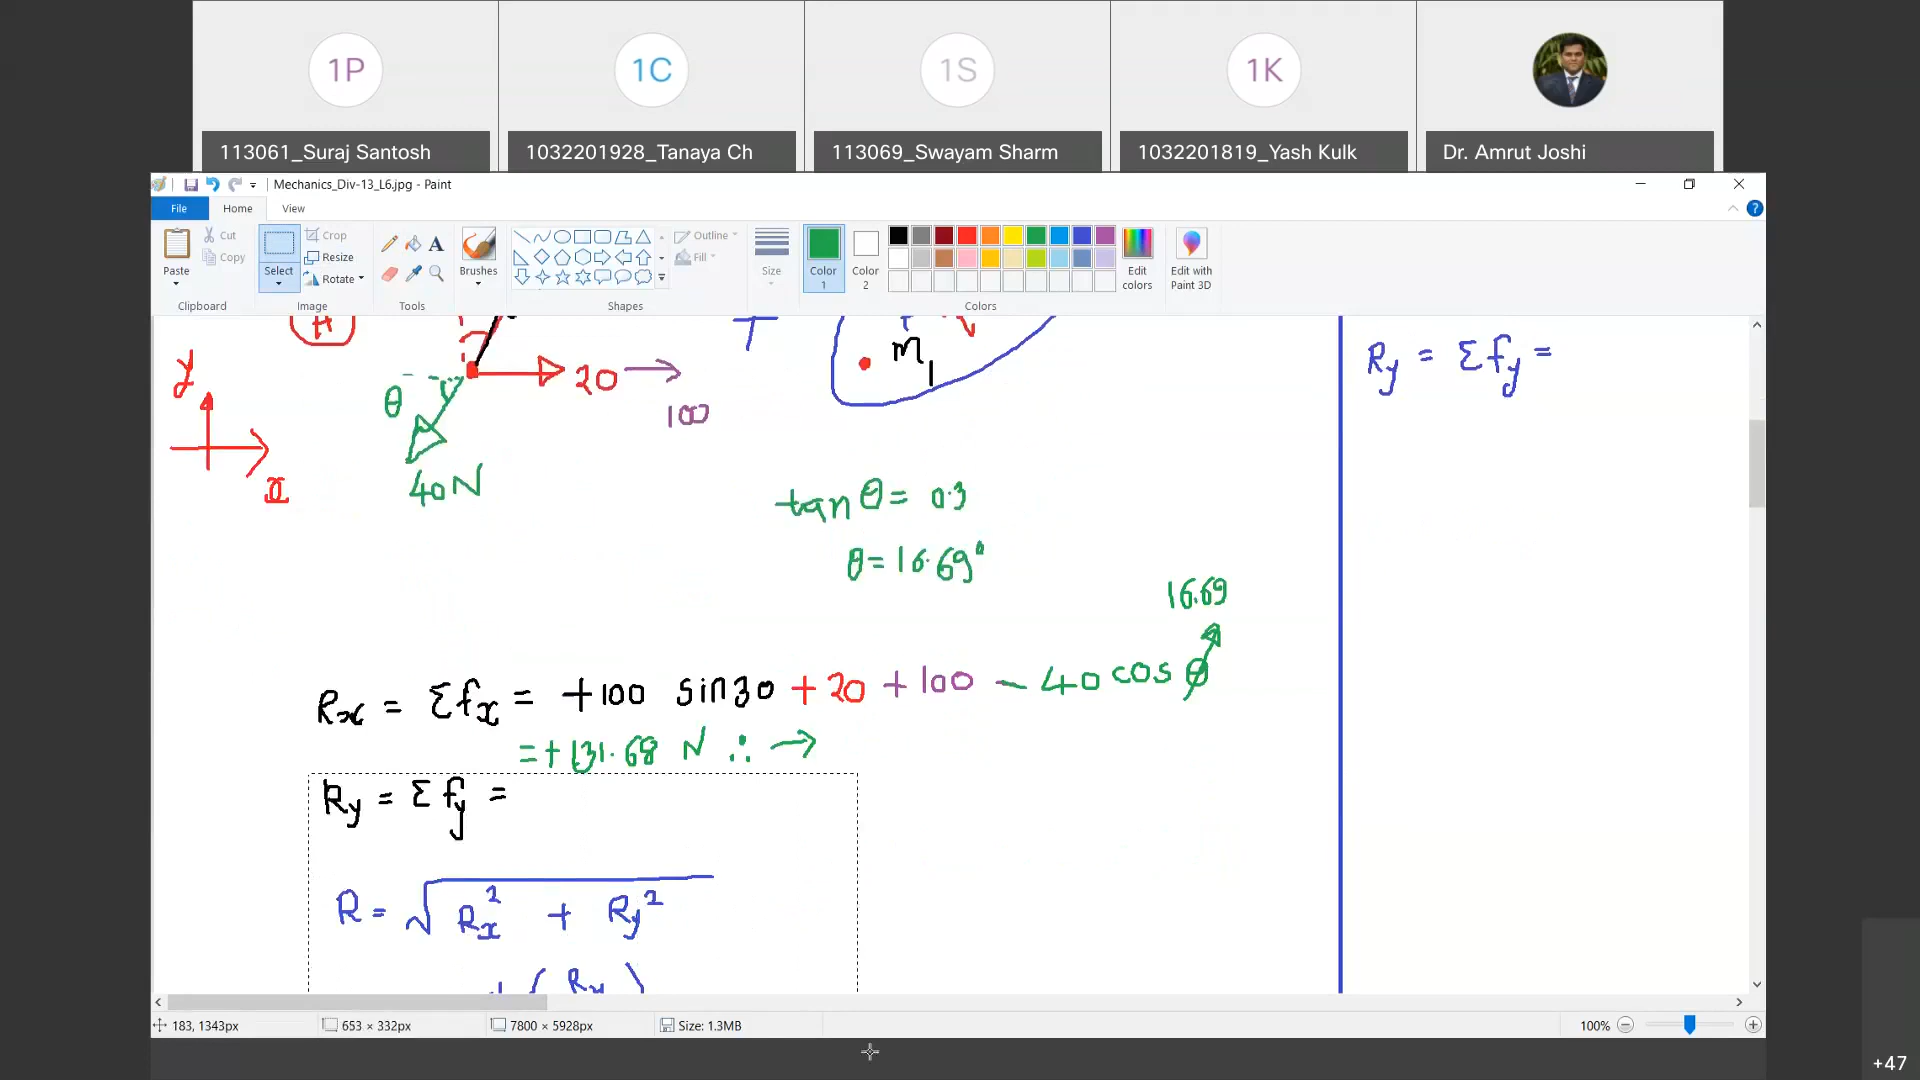 1P
1C
1S
1K
113061_Suraj Santosh
1032201928_Tanaya Ch
113069_Swayam Sharm
1032201819_Yash Kulk
Dr. Amrut Joshi
Mechanics_Div-13_L6.jpg - Paint
File
Home
View
Paste
Cut
Copy
Select
Crop
Resize
Rotate
A
Brushes
Outline
Fill
Size
Color 1
Color 2
Edit colors
Edit with Paint 3D
Clipboard
Image
Tools
Shapes
Colors
m1
Ry = Σfy =
y
20
θ
100
x
40N
tan θ = 0.3
θ = 16.69°
16.69
Rx = Σfx = +100 sin30 + 20 + 100 - 40 cos θ
= +131.68 N ∴ →
Ry = Σfy =
R = √Rx² + Ry²
183, 1343px
653 × 332px
7800 × 5928px
Size: 1.3MB
100%
+47